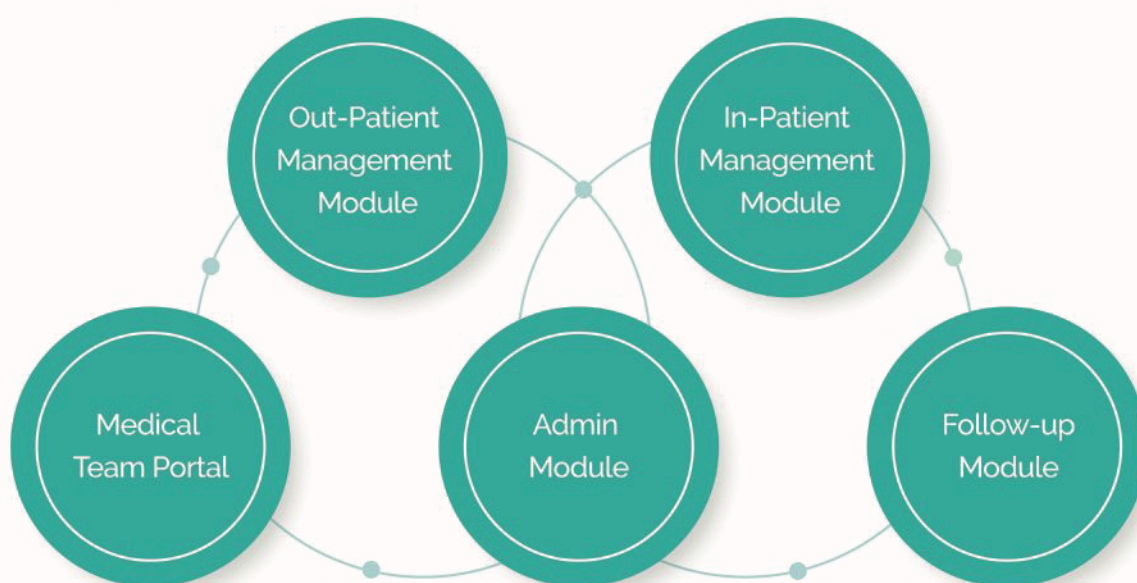 Out-Patient
Management
Module
In-Patient
Management
Module
Medical
Team Portal
Admin
Module
Follow-up
Module